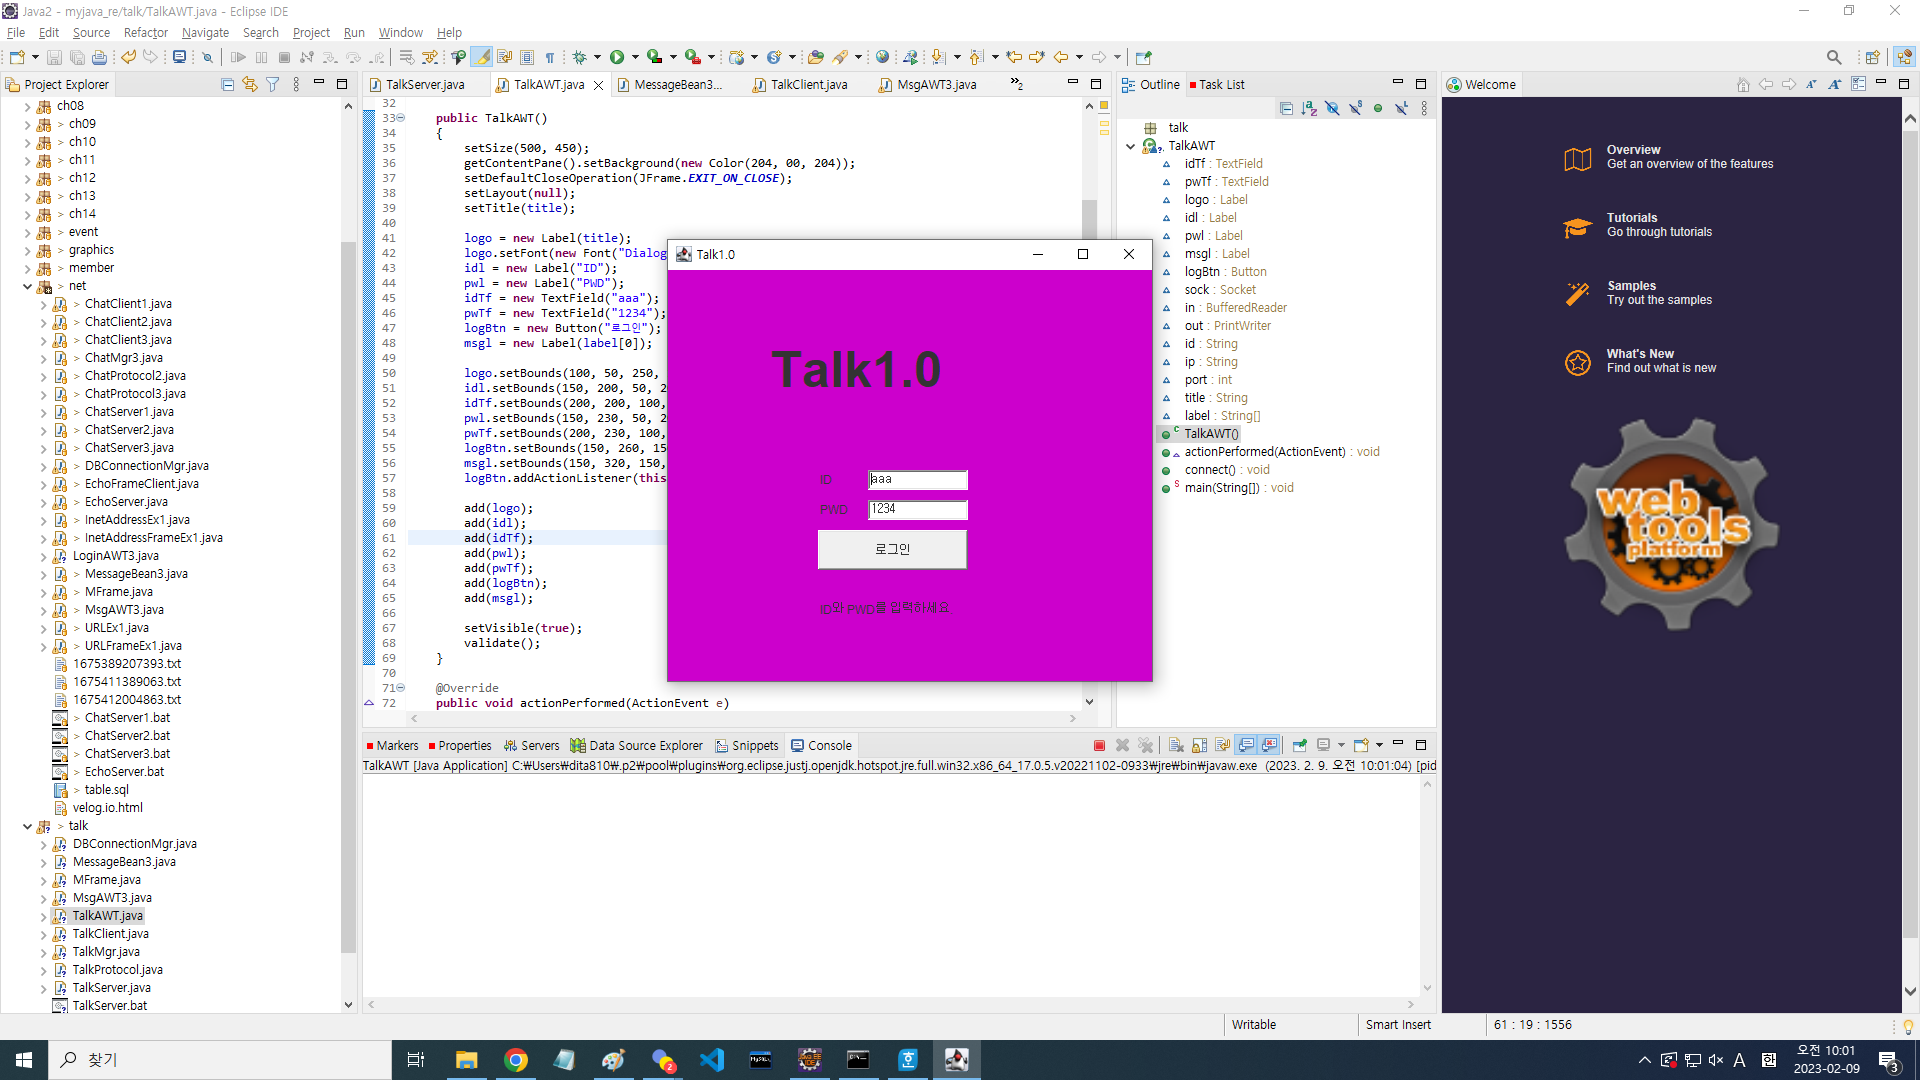 Java2 - myjava_re/talk/TalkAWT.java - Eclipse IDE
File Edit Source Refactor Navigate Search Project Run Window Help
Project Explorer
ch08
> ch09
> ch10
> ch11
> ch12
> ch13
> ch14
event
> graphics
> member
> net
> ChatClient1.java
> ChatClient2.java
> ChatClient3.java
> ChatMgr3.java
> ChatProtocol2.java
> ChatProtocol3.java
> ChatServer1.java
> ChatServer2.java
> ChatServer3.java
> DBConnectionMgr.java
> EchoFrameClient.java
> EchoServer.java
> InetAddressEx1.java
> InetAddressFrameEx1.java
LoginAWT3.java
> MessageBean3.java
> MFrame.java
> MsgAWT3.java
> URLEx1.java
> URLFrameEx1.java
1675389207393.txt
1675411389063.txt
1675412004863.txt
> ChatServer1.bat
> ChatServer2.bat
> ChatServer3.bat
> EchoServer.bat
> table.sql
velog.io.html
> talk
DBConnectionMgr.java
MessageBean3.java
MFrame.java
MsgAWT3.java
TalkAWT.java
TalkClient.java
TalkMgr.java
TalkProtocol.java
TalkServer.java
TalkServer.bat
TalkServer.java TalkAWT.java MessageBean3... TalkClient.java MsgAWT3.java »2
32
33 public TalkAWT()
34 {
35 setSize(500, 450);
36 getContentPane().setBackground(new Color(204, 00, 204));
37 setDefaultCloseOperation(JFrame.EXIT_ON_CLOSE);
38 setLayout(null);
39 setTitle(title);
40
41 logo = new Label(title);
42 logo.setFont(new Font("Dialog
43 idl = new Label("ID");
44 pwl = new Label("PWD");
45 idTf = new TextField("aaa");
46 pwTf = new TextField("1234");
47 logBtn = new Button("로그인");
48 msgl = new Label(label[0]);
49
50 logo.setBounds(100, 50, 250,
51 idl.setBounds(150, 200, 50, 2
52 idTf.setBounds(200, 200, 100,
53 pwl.setBounds(150, 230, 50, 2
54 pwTf.setBounds(200, 230, 100,
55 logBtn.setBounds(150, 260, 15
56 msgl.setBounds(150, 320, 150,
57 logBtn.addActionListener(this
58
59 add(logo);
60 add(idl);
61 add(idTf);
62 add(pwl);
63 add(pwTf);
64 add(logBtn);
65 add(msgl);
66
67 setVisible(true);
68 validate();
69 }
70
71 @Override
72 public void actionPerformed(ActionEvent e)
Talk1.0
Talk1.0
ID aaa
PWD 1234
로그인
ID와 PWD를 입력하세요
Outline Task List
talk
TalkAWT
idTf : TextField
pwTf : TextField
logo : Label
idl : Label
pwl : Label
msgl : Label
logBtn : Button
sock : Socket
in : BufferedReader
out : PrintWriter
id : String
ip : String
port : int
title : String
label : String[]
TalkAWT()
actionPerformed(ActionEvent) : void
connect() : void
main(String[]) : void
Welcome
Overview
Get an overview of the features
Tutorials
Go through tutorials
Samples
Try out the samples
What's New
Find out what is new
web
tools
platform
Markers Properties Servers Data Source Explorer Snippets Console
TalkAWT [Java Application] C:₩Users₩dita810₩.p2₩pool₩plugins₩org.eclipse.justj.openjdk.hotspot.jre.full.win32.x86_64_17.0.5.v20221102-0933₩jre₩bin₩javaw.exe (2023. 2. 9. 오전 10:01:04) [pid
Writable Smart Insert 61 : 19 : 1556
찾기
A 한 오전 10:01
2023-02-09
3